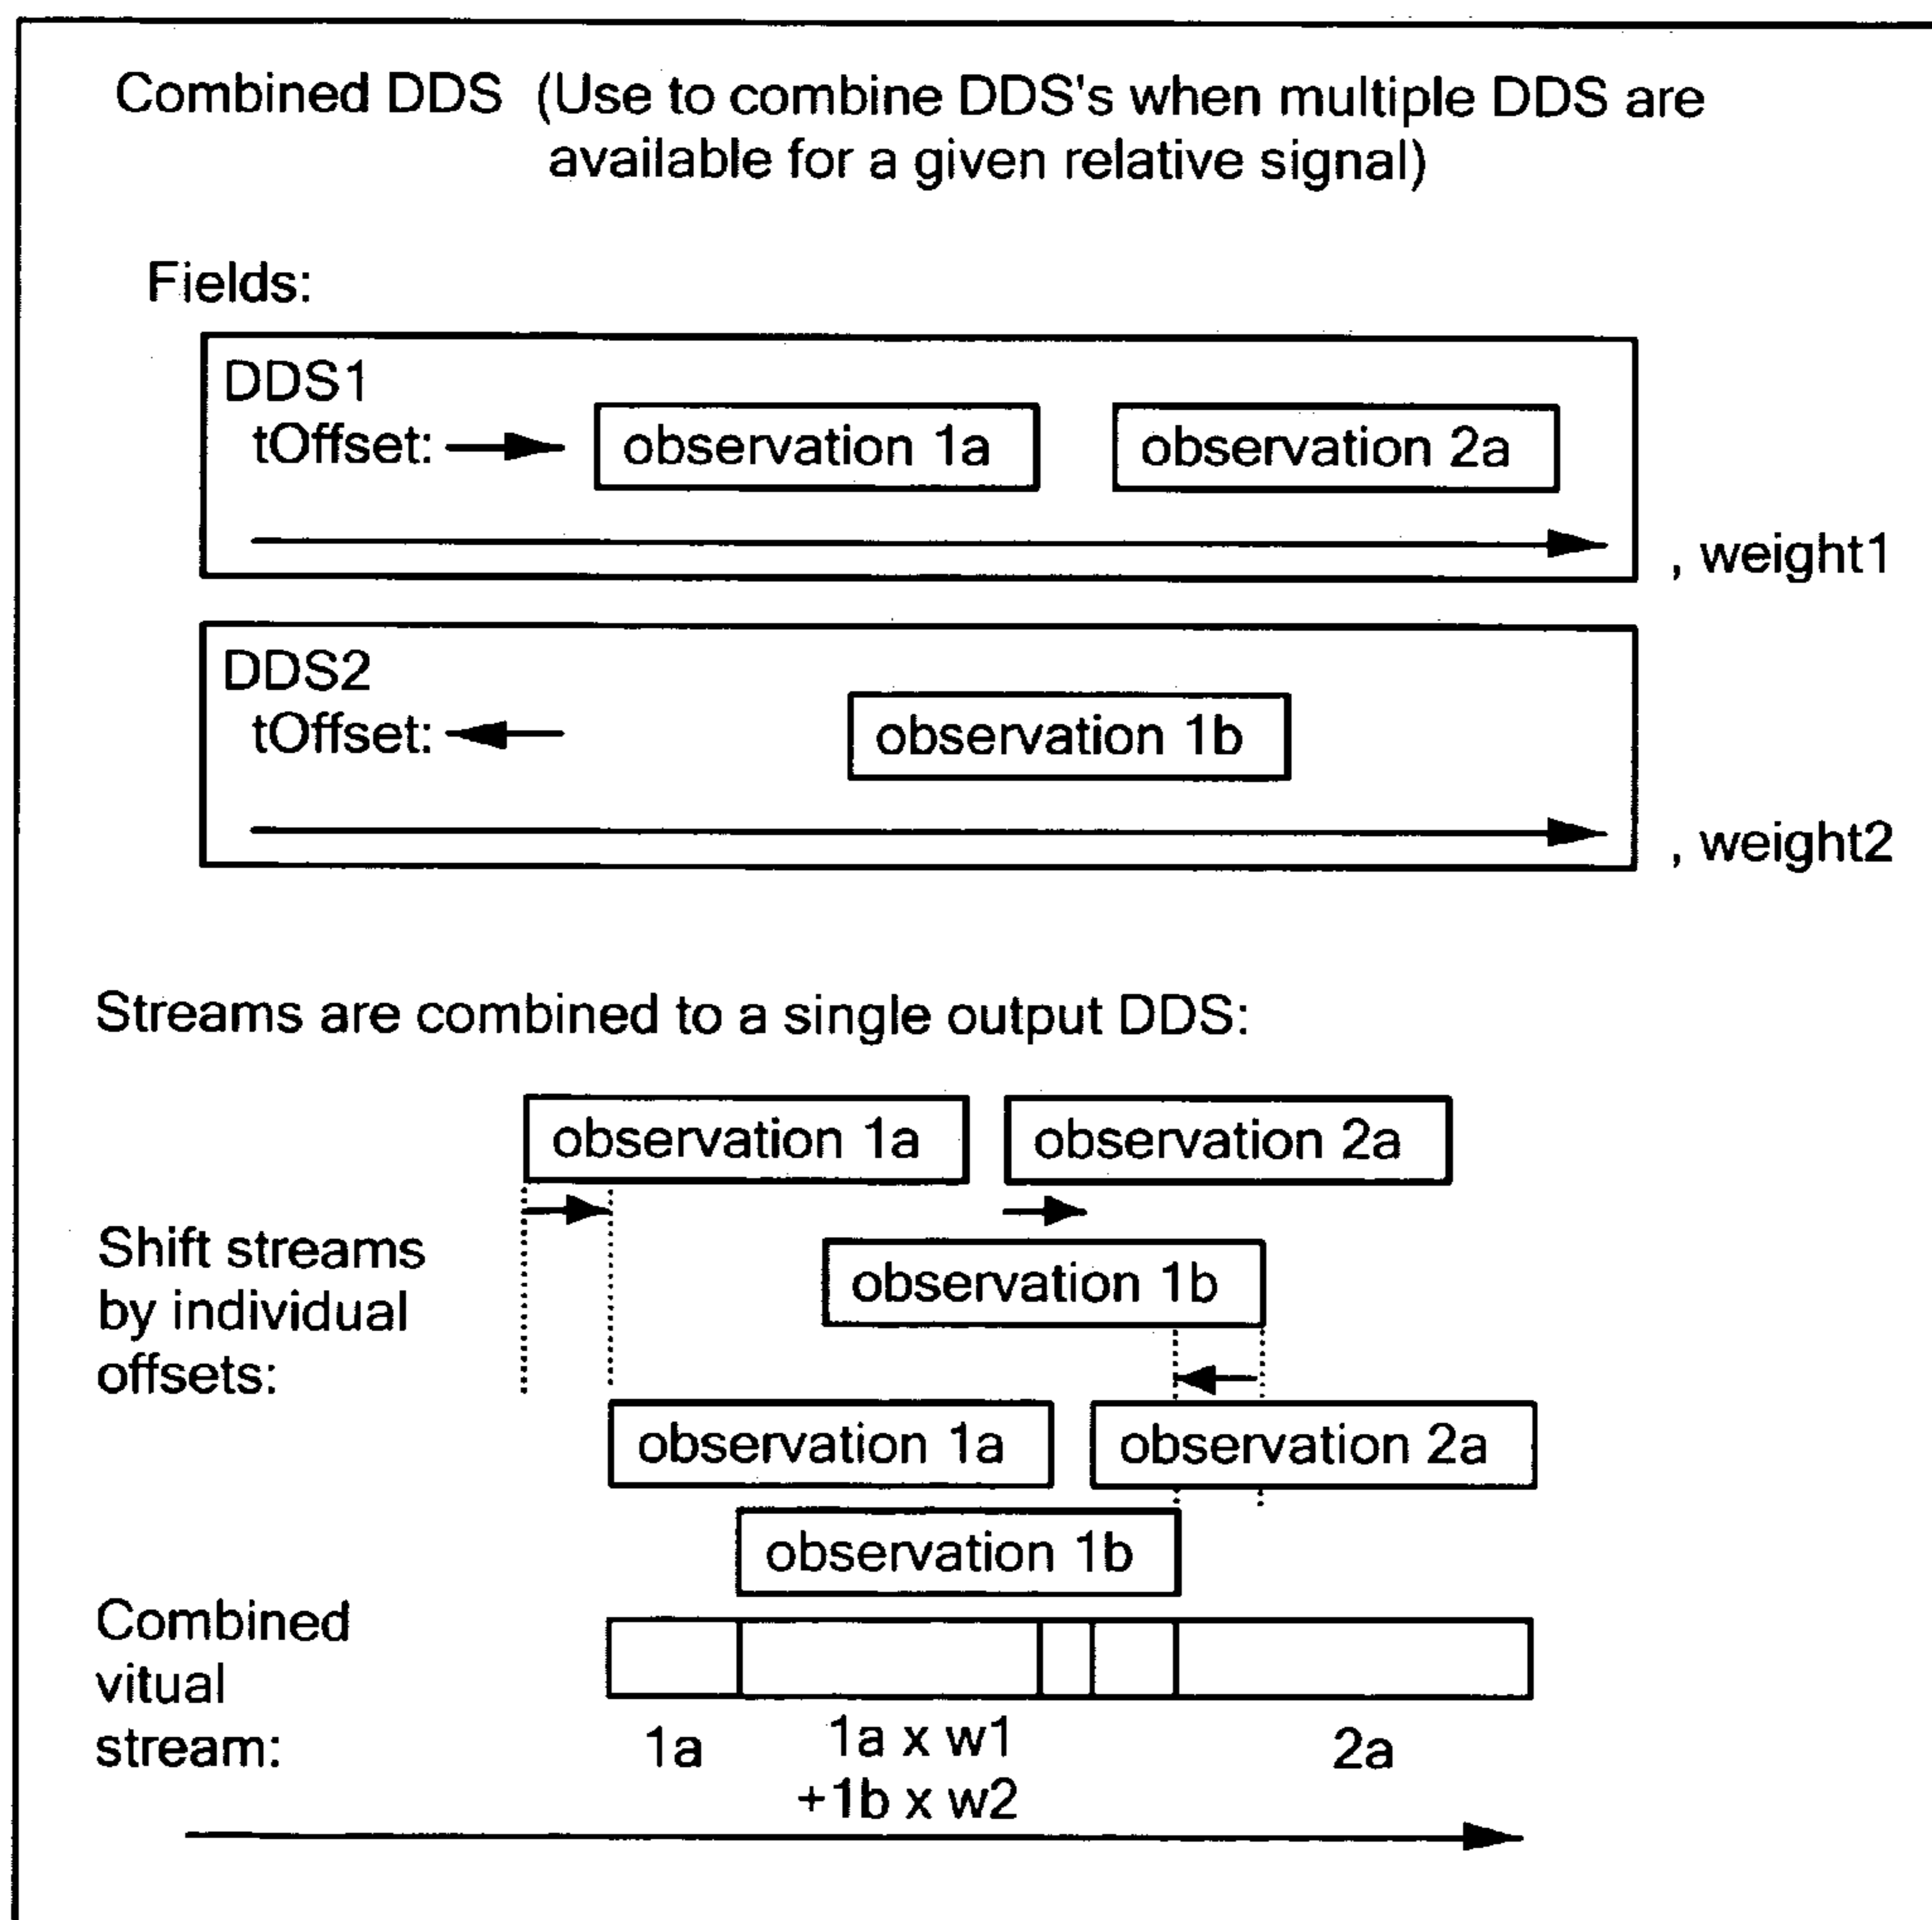 Combined DDS (Use to combine DDS's when multiple DDS are
available for a given relative signal)
Fields:
DDS1
tOffset:
observation 1a
observation 2a
, weight1
DDS2
tOffset:
observation 1b
, weight2
Streams are combined to a single output DDS:
observation 1a
observation 2a
Shift streams
by individual
offsets:
observation 1b
observation 1a
observation 2a
observation 1b
Combined
vitual
stream:
1a
1a x w1
+1b x w2
2a